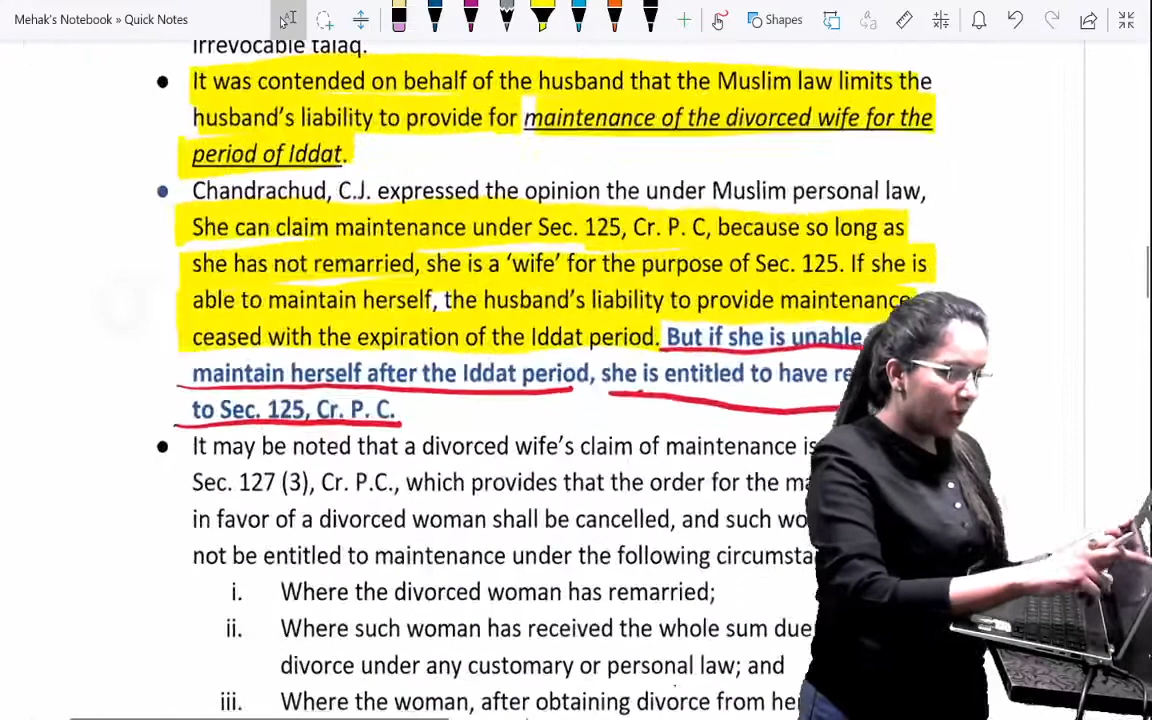 Mehak's Notebook » Quick Notes
Shapes
irrevocable talaq.
● It was contended on behalf of the husband that the Muslim law limits the
husband's liability to provide for maintenance of the divorced wife for the
period of Iddat.
● Chandrachud, C.J. expressed the opinion the under Muslim personal law,
She can claim maintenance under Sec. 125, Cr. P. C, because so long as
she has not remarried, she is a 'wife' for the purpose of Sec. 125. If she is
able to maintain herself, the husband's liability to provide maintenance
ceased with the expiration of the Iddat period. But if she is unable
maintain herself after the Iddat period, she is entitled to have
to Sec. 125, Cr. P. C.
● It may be noted that a divorced wife's claim of maintenance is
Sec. 127 (3), Cr. P.C., which provides that the order for the
in favor of a divorced woman shall be cancelled, and such
not be entitled to maintenance under the following
i. Where the divorced woman has remarried;
ii. Where such woman has received the whole sum due
divorce under any customary or personal law; and
iii. Where the woman, after obtaining divorce from